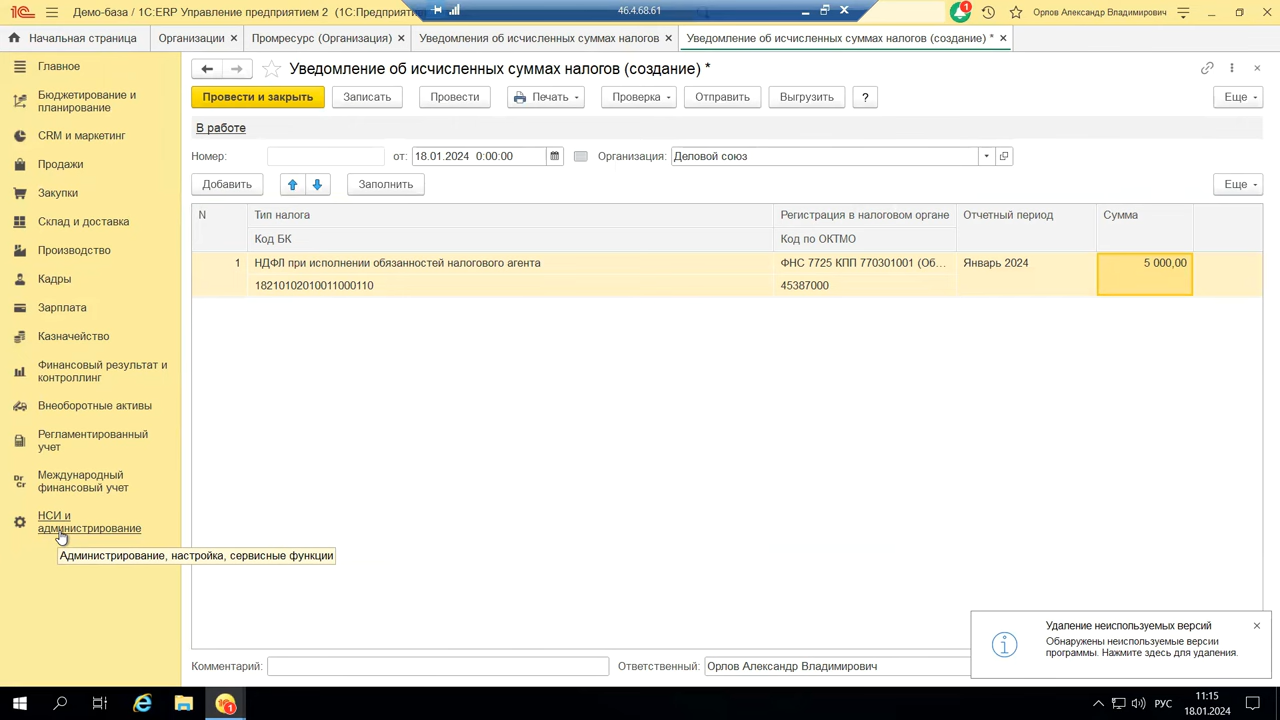 Демо-база / 1С:ERP Управление предприятием 2 (1С:Предприяти
46.4.68.61
1
Орлов Александр Владимирович
Начальная страница
Организации ×
Промресурс (Организация) ×
Уведомления об исчисленных суммах налогов ×
Уведомление об исчисленных суммах налогов (создание) * ×
Главное
Бюджетирование и
планирование
CRM и маркетинг
Продажи
Закупки
Склад и доставка
Производство
Кадры
Зарплата
Казначейство
Финансовый результат и
контроллинг
Внеоборотные активы
Регламентированный
учет
Dr
Cr
Международный
финансовый учет
НСИ и
администрирование
Администрирование, настройка, сервисные функции
Уведомление об исчисленных суммах налогов (создание) *
Провести и закрыть
Записать
Провести
Печать
Проверка
Отправить
Выгрузить
?
Еще
В работе
Номер:
от: 18.01.2024 0:00:00
Организация: Деловой союз
Добавить
Заполнить
Еще
N
Тип налога
Регистрация в налоговом органе
Отчетный период
Сумма
Код БК
Код по ОКТМО
1
НДФЛ при исполнении обязанностей налогового агента
ФНС 7725 КПП 770301001 (Об...
Январь 2024
5 000,00
18210102010011000110
45387000
Комментарий:
Ответственный: Орлов Александр Владимирович
Удаление неиспользуемых версий
Обнаружены неиспользуемые версии
программы. Нажмите здесь для удаления.
1
РУС
11:15
18.01.2024